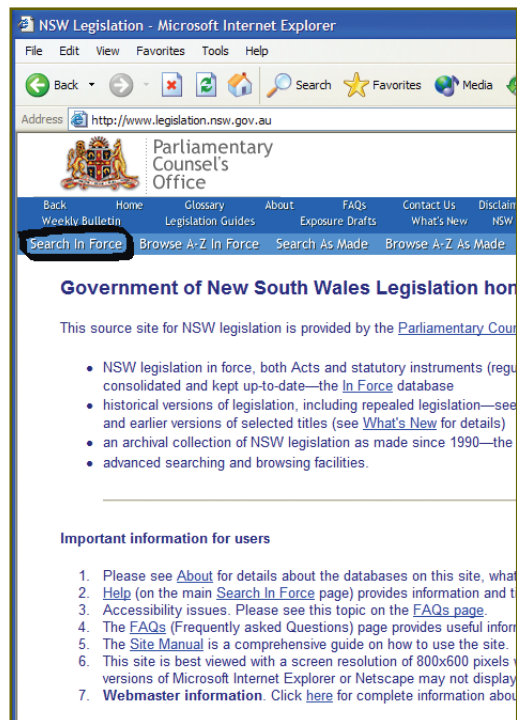 NSW Legislation - Microsoft Internet Explorer
File Edit View Favorites Tools Help
Back Search Favorites Media
Address http://www.legislation.nsw.gov.au
Parliamentary
Counsel's
Office
Back Home Glossary About FAQs Contact Us Disclaim
Weekly Bulletin Legislation Guides Exposure Drafts What's New NSW
Search In Force Browse A-Z In Force Search As Made Browse A-Z As Made
Government of New South Wales Legislation hon
This source site for NSW legislation is provided by the Parliamentary Cour
• NSW legislation in force, both Acts and statutory instruments (regu
consolidated and kept up-to-date—the In Force database
• historical versions of legislation, including repealed legislation—see
and earlier versions of selected titles (see What's New for details)
• an archival collection of NSW legislation as made since 1990—the
• advanced searching and browsing facilities.
Important information for users
1. Please see About for details about the databases on this site, what
2. Help (on the main Search In Force page) provides information and ti
3. Accessibility issues. Please see this topic on the FAQs page.
4. The FAQs (Frequently asked Questions) page provides useful inforr
5. The Site Manual is a comprehensive guide on how to use the site.
6. This site is best viewed with a screen resolution of 800x600 pixels
versions of Microsoft Internet Explorer or Netscape may not display
7. Webmaster information. Click here for complete information abou